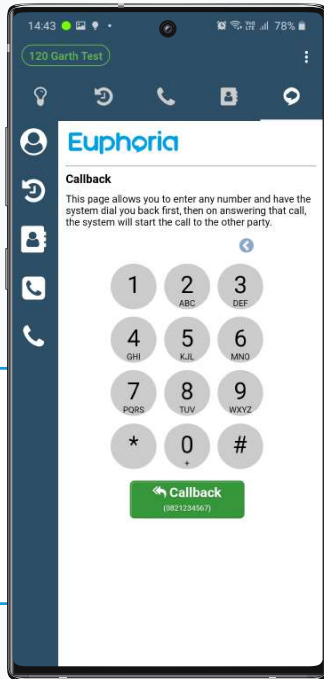 14:43 78%
120 Garth Test
Euphoria
Callback
This page allows you to enter any number and have the
system dial you back first, then on answering that call,
the system will start the call to the other party.
1 2 3
ABC DEF
4 5 6
GHI KJL MNO
7 8 9
PQRS TUV WXYZ
* 0 #
+
Callback
(0821234567)